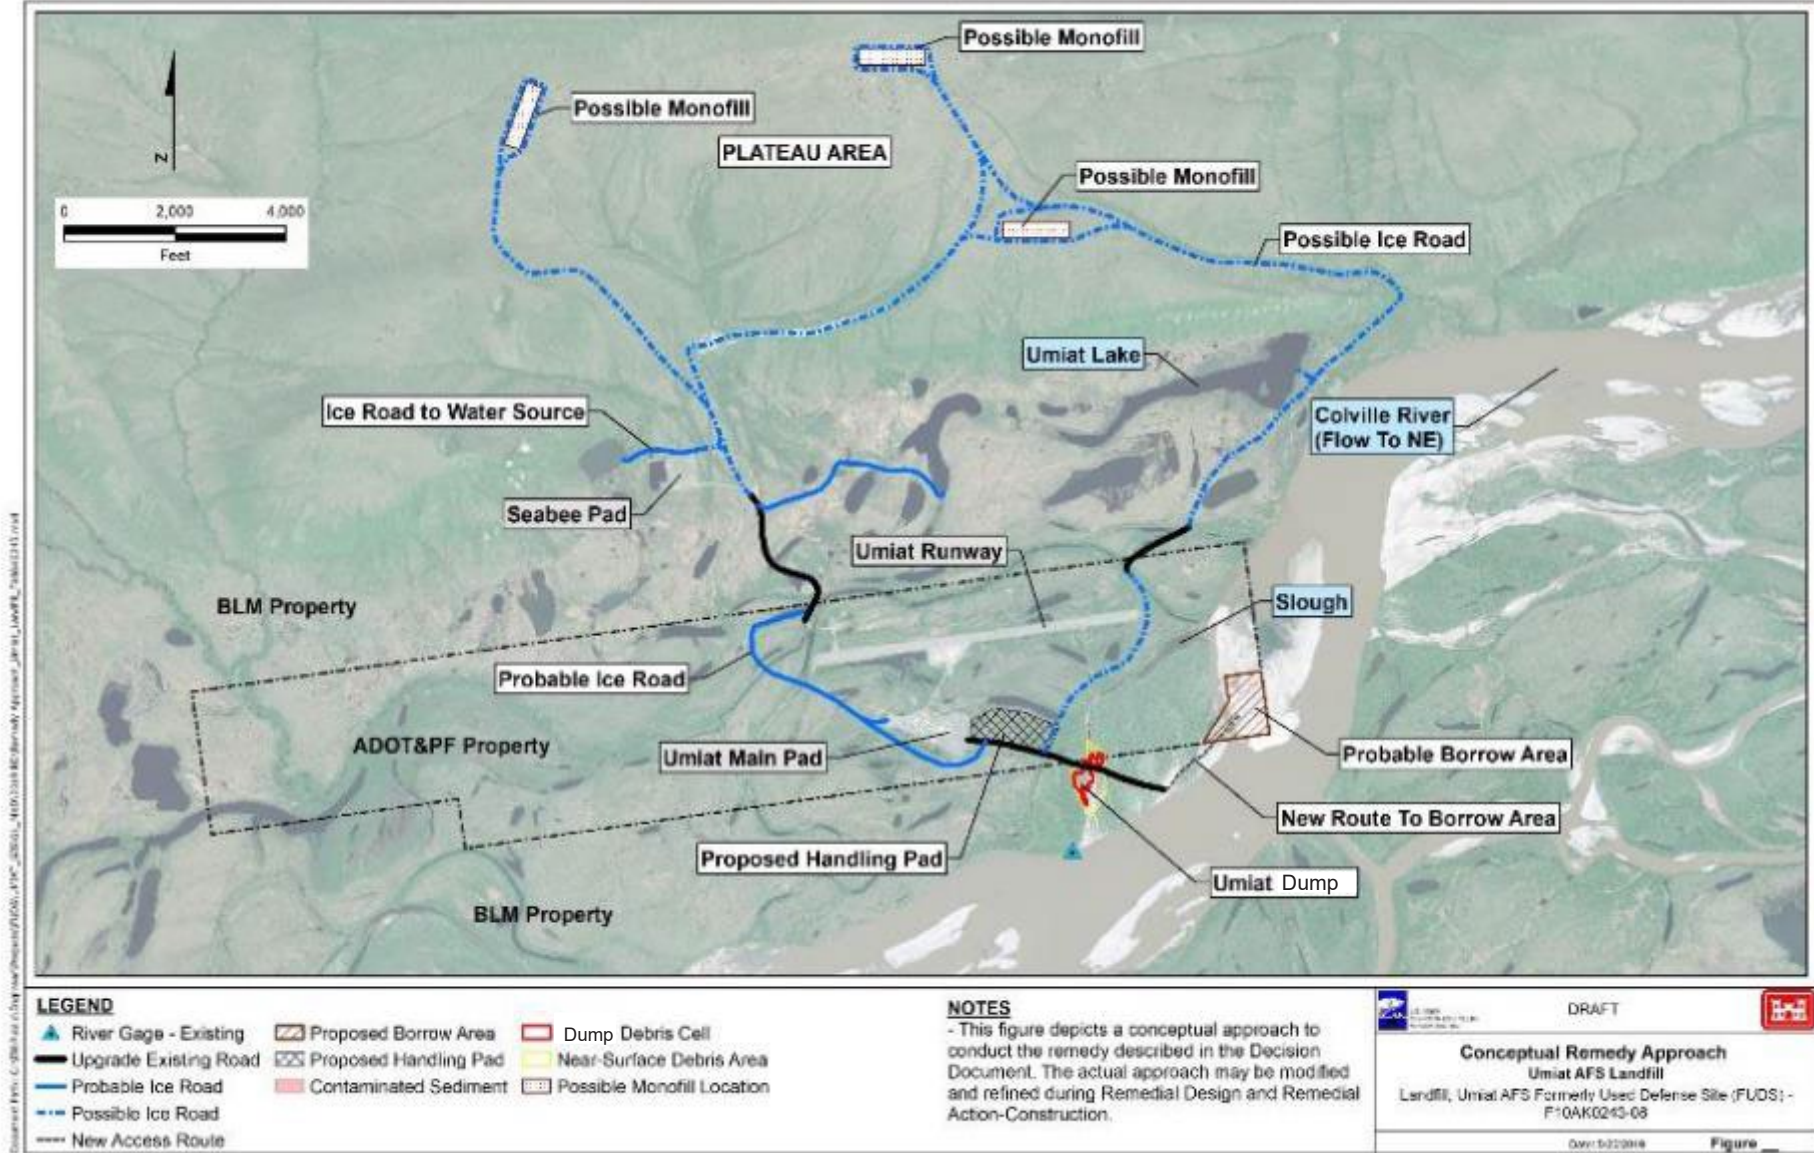 Possible Monofill
Possible Monofill
PLATEAU AREA
Possible Monofill
N
0 2,000 4,000
Feet
Possible Ice Road
Umiat Lake
Ice Road to Water Source
Colville River
(Flow To NE)
Seabee Pad
Umiat Runway
BLM Property
Slough
Probable Ice Road
ADOT&PF Property
Umiat Main Pad
Probable Borrow Area
New Route To Borrow Area
Proposed Handling Pad
Umiat Dump
BLM Property
LEGEND
River Gage - Existing
Upgrade Existing Road
Probable Ice Road
Possible Ice Road
New Access Route
Proposed Borrow Area
Proposed Handling Pad
Contaminated Sediment
Dump Debris Cell
Near-Surface Debris Area
Possible Monofill Location
NOTES
- This figure depicts a conceptual approach to
conduct the remedy described in the Decision
Document. The actual approach may be modified
and refined during Remedial Design and Remedial
Action-Construction.
DRAFT
Conceptual Remedy Approach
Umiat AFS Landfill
Landfill, Umiat AFS Formerly Used Defense Site (FUDS) -
F10AK0243-08
Date:
Figure __